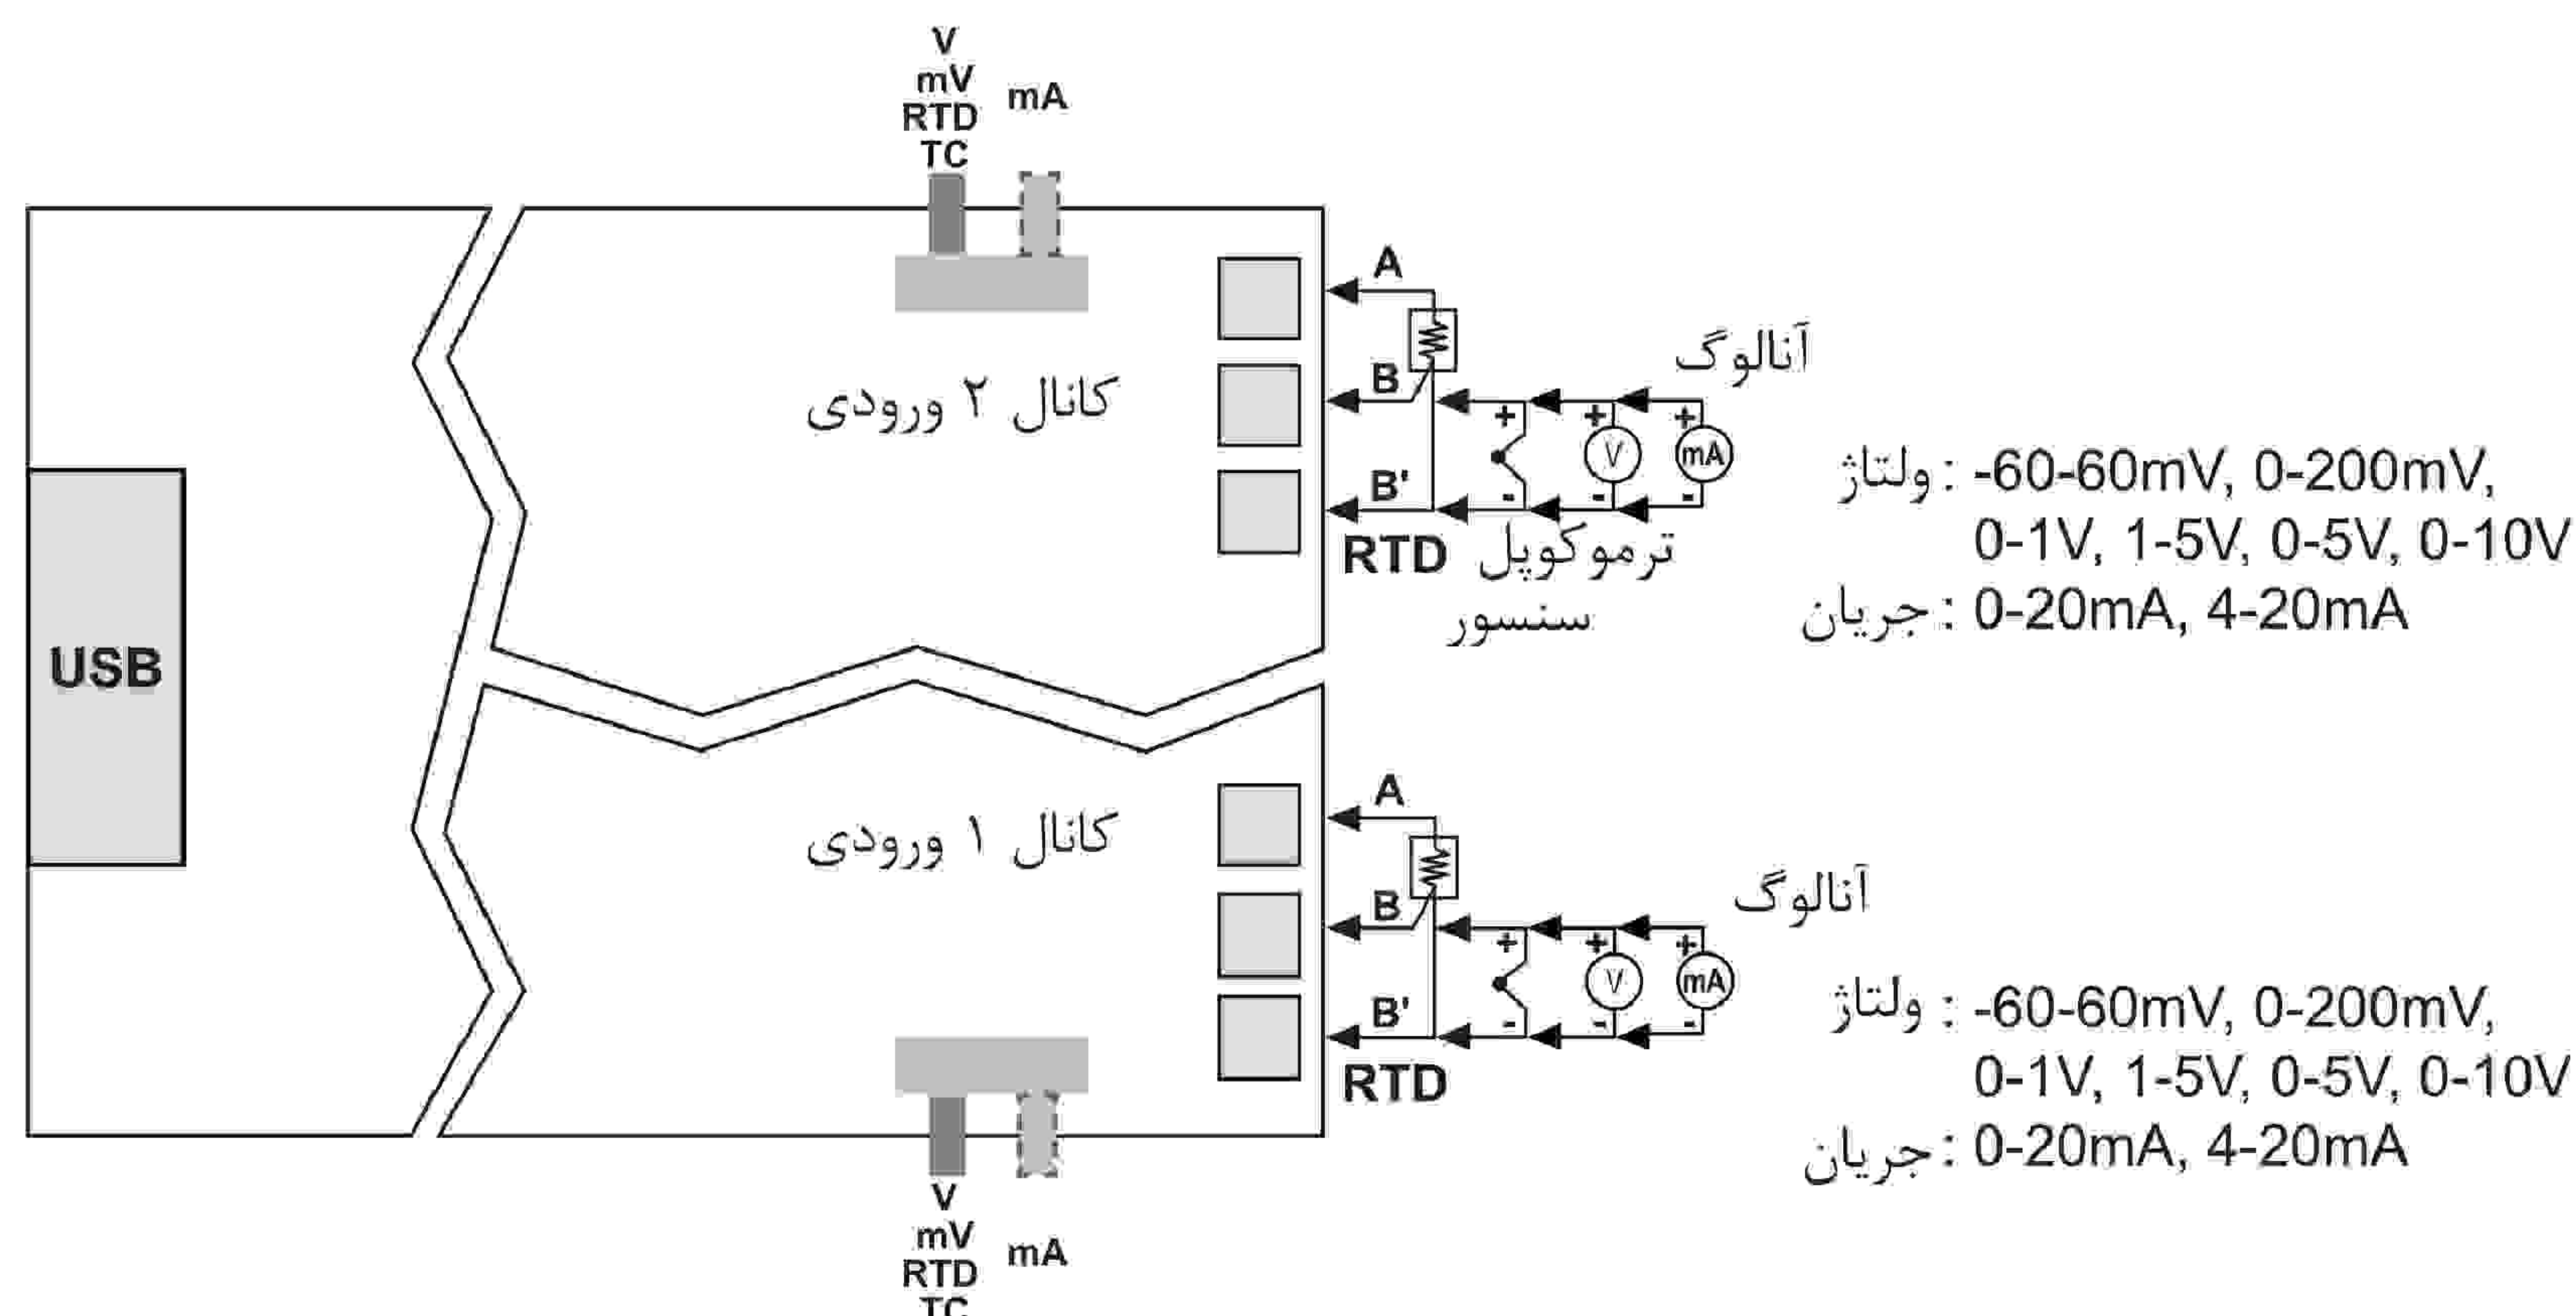 V
mV
RTD
TC
mA
کانال ۲ ورودی
A
B
B'
RTD
آنالوگ
+
+
+
V
mA
-
-
-
ترموکوپل
سنسور
ولتاژ : -60-60mV, 0-200mV,
0-1V, 1-5V, 0-5V, 0-10V
جریان : 0-20mA, 4-20mA
USB
کانال ۱ ورودی
A
B
B'
RTD
آنالوگ
+
+
+
V
mA
-
-
-
ولتاژ : -60-60mV, 0-200mV,
0-1V, 1-5V, 0-5V, 0-10V
جریان : 0-20mA, 4-20mA
V
mV
RTD
TC
mA